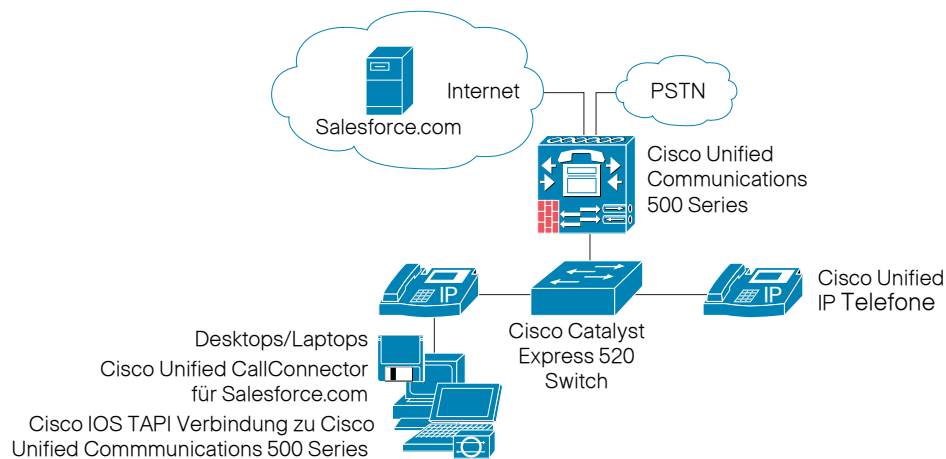 Internet
PSTN
Salesforce.com
Cisco Unified
Communications
500 Series
IP
IP
Cisco Unified
IP Telefone
Cisco Catalyst
Express 520
Switch
Desktops/Laptops
Cisco Unified CallConnector
für Salesforce.com
Cisco IOS TAPI Verbindung zu Cisco
Unified Commmunications 500 Series